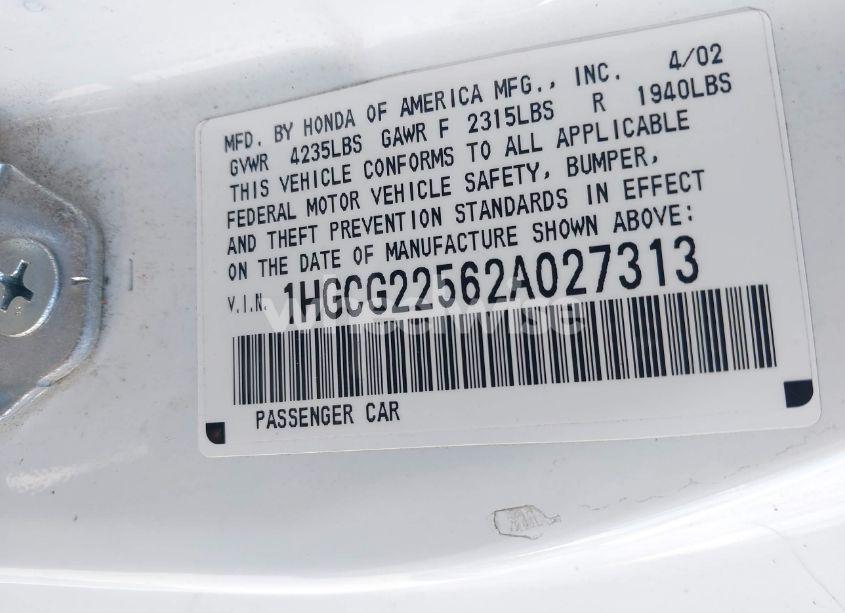 MFD. BY HONDA OF AMERICA MFG., INC. 4/02
GVWR 4235LBS GAWR F 2315LBS R 1940LBS
THIS VEHICLE CONFORMS TO ALL APPLICABLE
FEDERAL MOTOR VEHICLE SAFETY, BUMPER,
AND THEFT PREVENTION STANDARDS IN EFFECT
ON THE DATE OF MANUFACTURE SHOWN ABOVE:
V.I.N. 1HGCG22562A027313
wheelwise
PASSENGER CAR